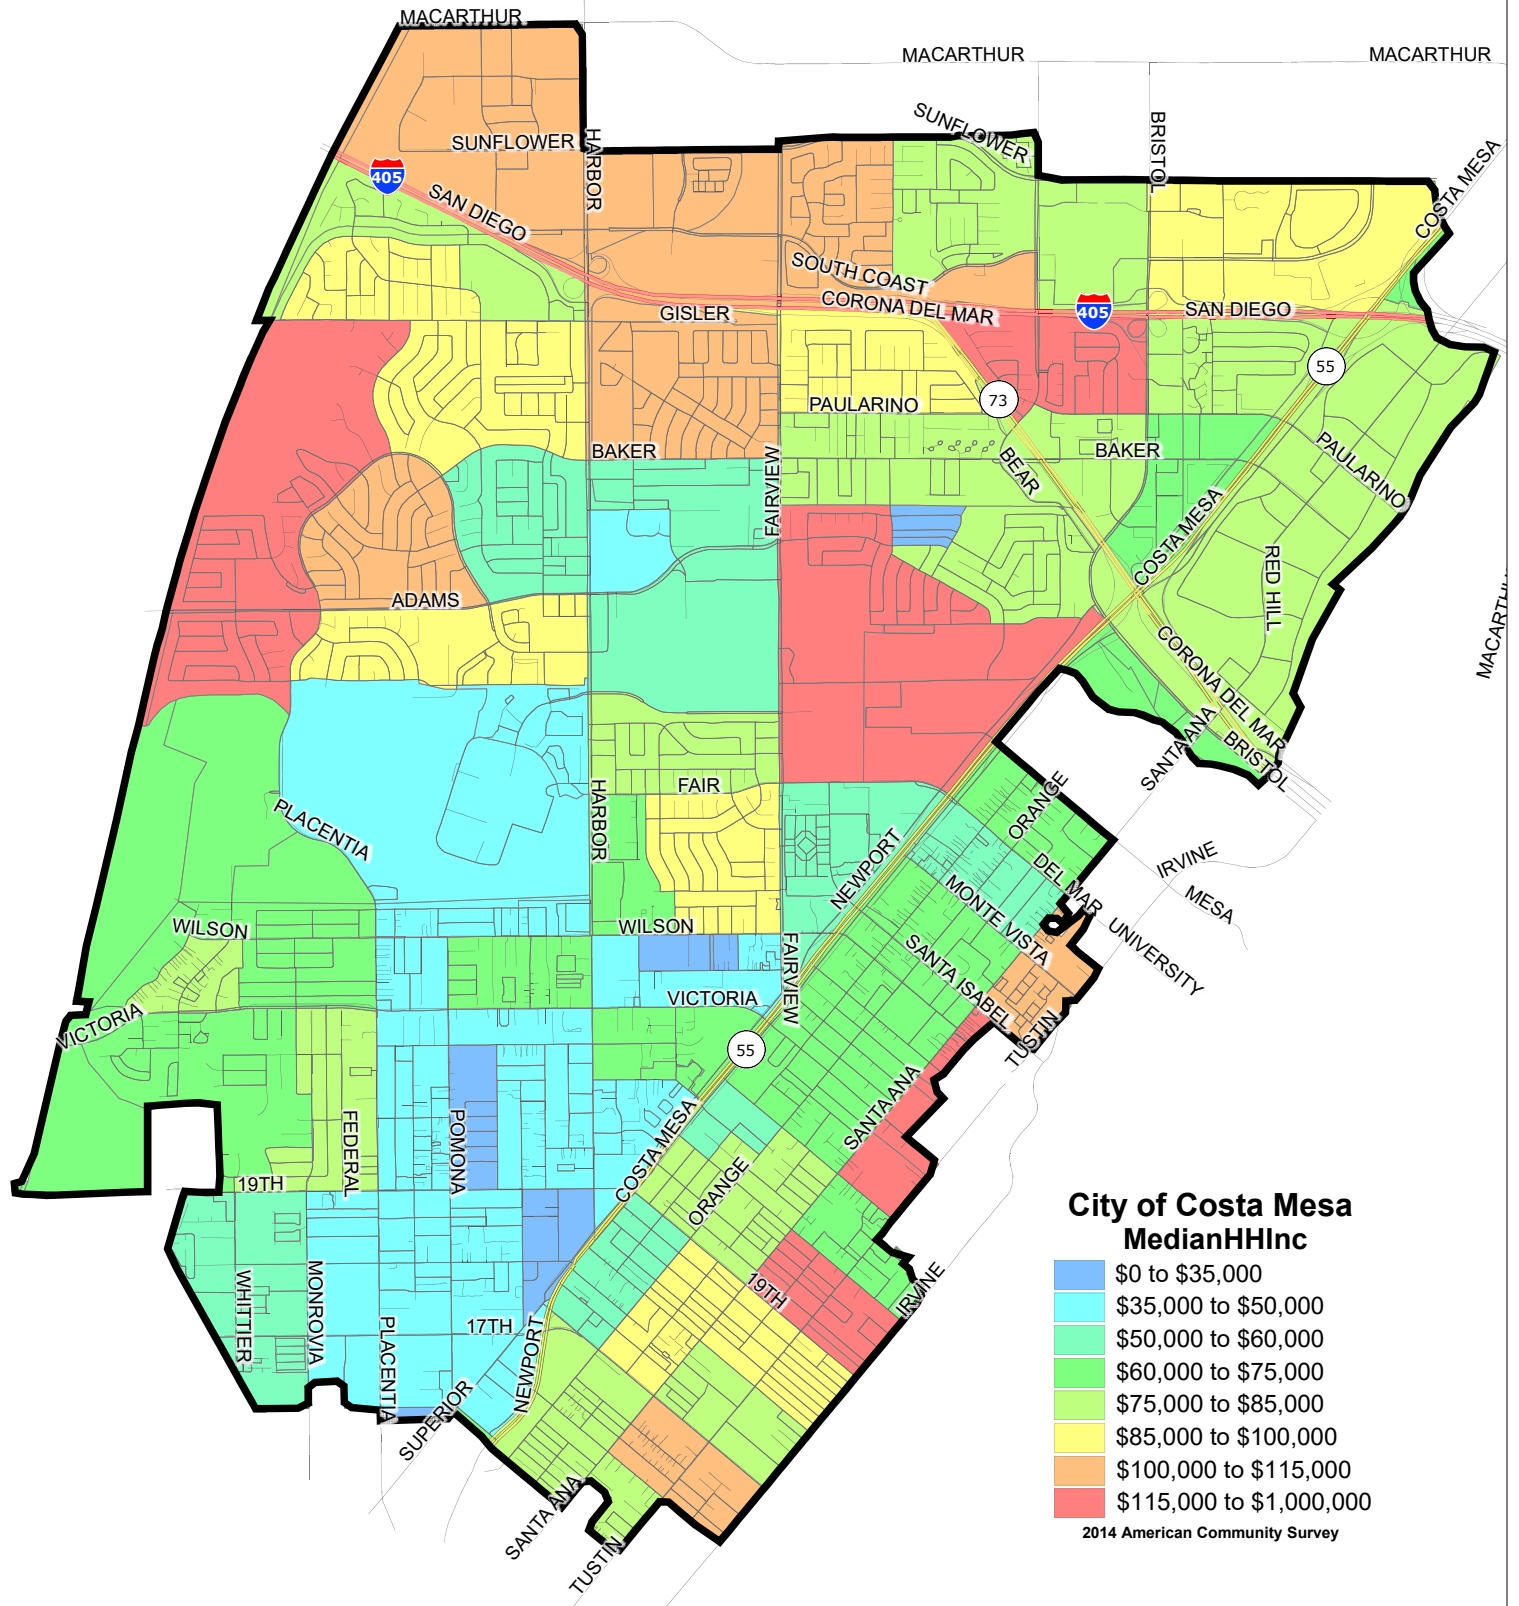 MACARTHUR
MACARTHUR
MACARTHUR
SUNFLOWER
SUNFLOWER
HARBOR
BRISTOL
COSTA MESA
405
SAN DIEGO
SOUTH COAST
CORONA DEL MAR
GISLER
405
SAN DIEGO
55
73
PAULARINO
BAKER
BAKER
BEAR
PAULARINO
FAIRVIEW
COSTA MESA
RED HILL
MACARTHU
ADAMS
CORONA DEL MAR
SANTA ANA
BRISTOL
FAIR
HARBOR
PLACENTIA
ORANGE
NEWPORT
DEL MAR
IRVINE
MESA
MONTE VISTA
UNIVERSITY
WILSON
WILSON
FAIRVIEW
SANTA ISABEL
VICTORIA
VICTORIA
55
TUSTIN
SANTA ANA
FEDERAL
POMONA
COSTA MESA
ORANGE
19TH
19TH
IRVINE
WHITTIER
MONROVIA
PLACENTIA
17TH
NEWPORT
SUPERIOR
SANTA ANA
TUSTIN
City of Costa Mesa
MedianHHInc
$0 to $35,000
$35,000 to $50,000
$50,000 to $60,000
$60,000 to $75,000
$75,000 to $85,000
$85,000 to $100,000
$100,000 to $115,000
$115,000 to $1,000,000
2014 American Community Survey